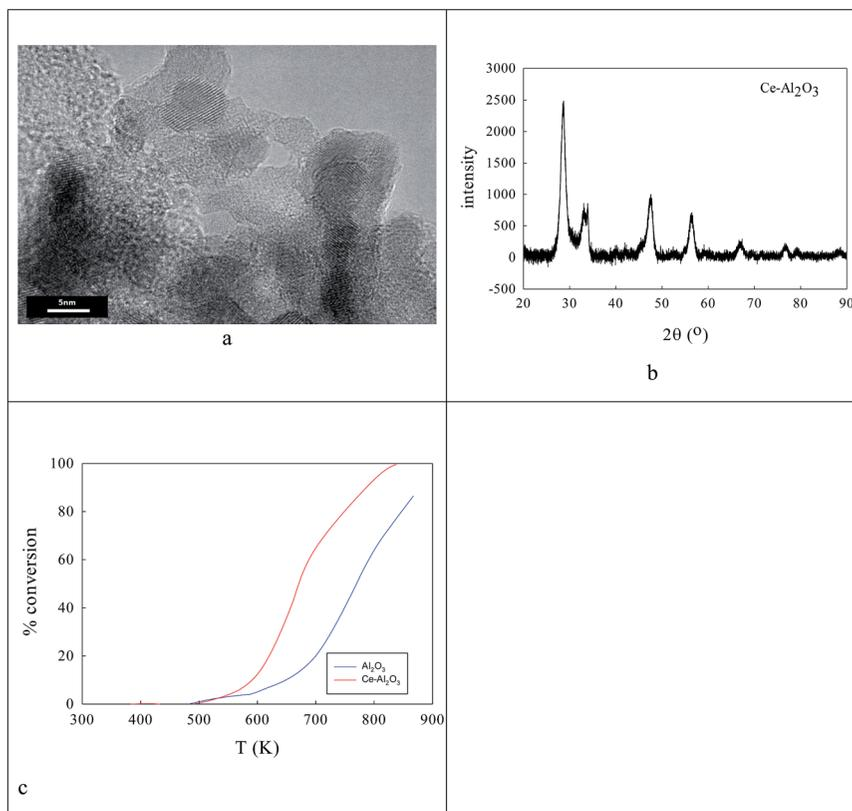 5nm
a
Ce-Al₂O₃
3000
2500
2000
1500
1000
500
0
-500
intensity
20 30 40 50 60 70 80 90
2θ (°)
b
100
80
60
40
20
0
% conversion
Al₂O₃
Ce-Al₂O₃
300 400 500 600 700 800 900
T (K)
c